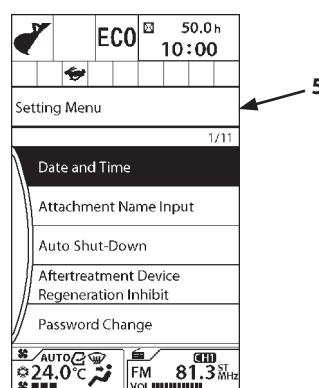 ECO
50.0 h
10:00
5
Setting Menu
1/11
Date and Time
Attachment Name Input
Auto Shut-Down
Aftertreatment Device
Regeneration Inhibit
Password Change
AUTO
CH1
24.0°C
FM 81.3 ST. MHz
VOL